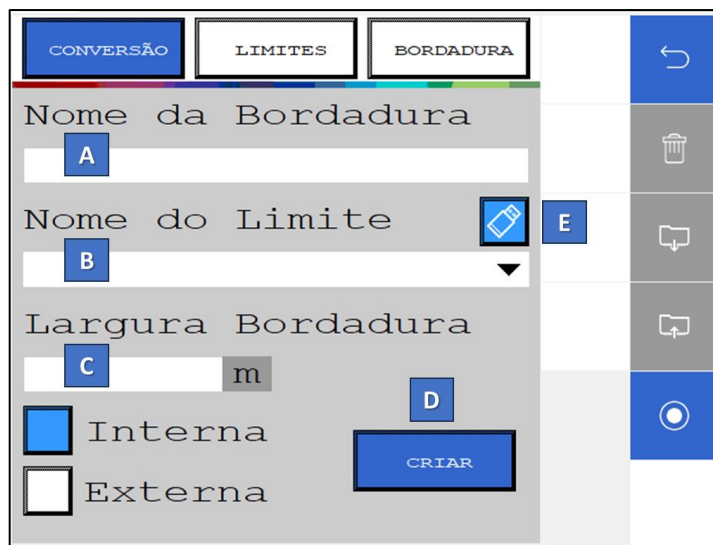 CONVERSÃO LIMITES BORDADURA
Nome da Bordadura
A
Nome do Limite
E
B
Largura Bordadura
C
m
D
Interna
CRIAR
Externa